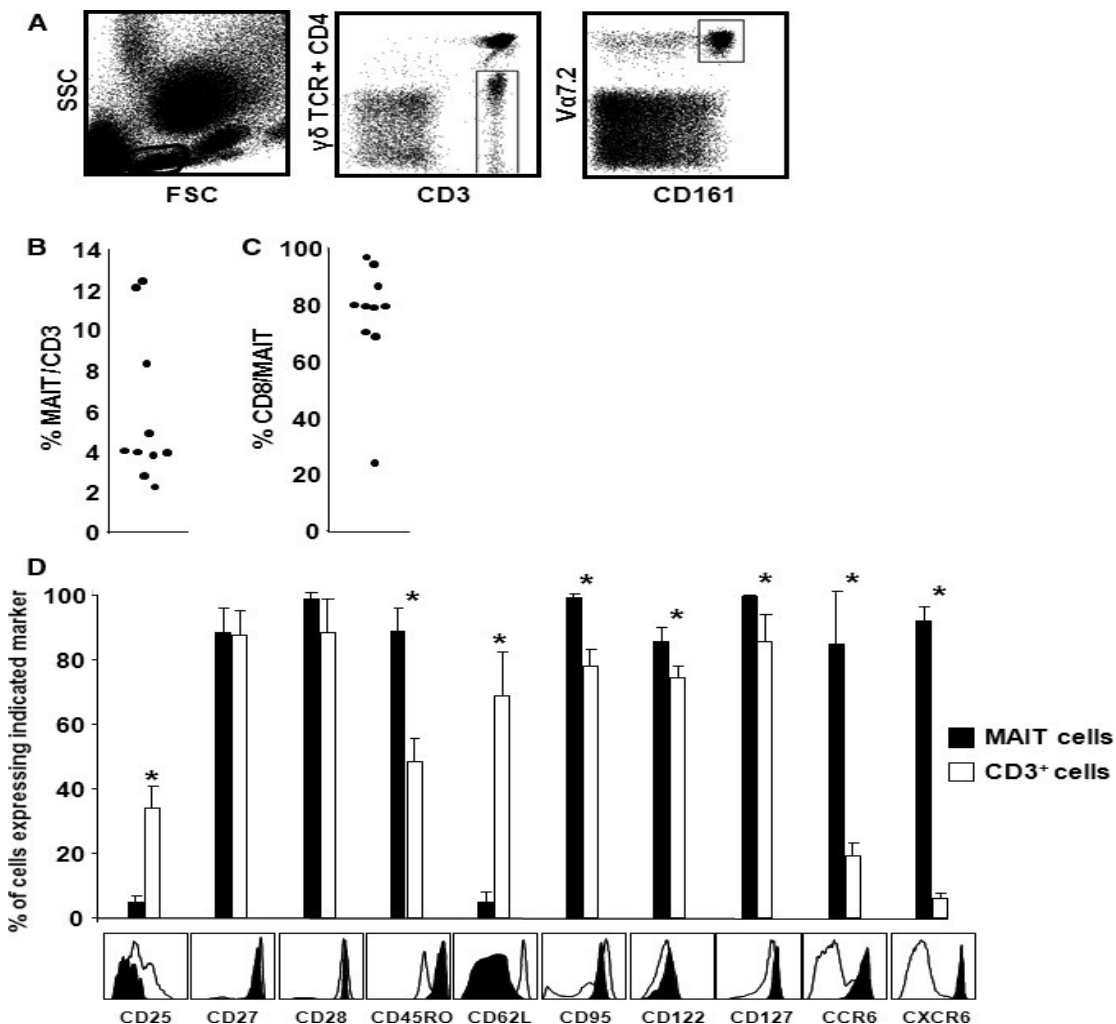 A
SSC
FSC
γδ TCR + CD4
CD3
Vα7.2
CD161
B
% MAIT/CD3
14
12
10
8
6
4
2
0
C
% CD8/MAIT
100
80
60
40
20
0
D
% of cells expressing indicated marker
100
80
60
40
20
0
* * * * * * * *
MAIT cells
CD3⁺ cells
CD25 CD27 CD28 CD45RO CD62L CD95 CD122 CD127 CCR6 CXCR6